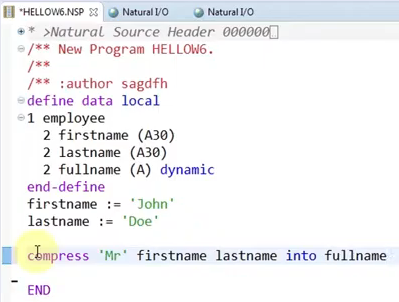 *HELLOW6.NSP Natural I/O Natural I/O
* >Natural Source Header 000000
/** New Program HELLOW6.
/**
/** :author sagdfh
define data local
1 employee
2 firstname (A30)
2 lastname (A30)
2 fullname (A) dynamic
end-define
firstname := 'John'
lastname := 'Doe'
compress 'Mr' firstname lastname into fullname
END